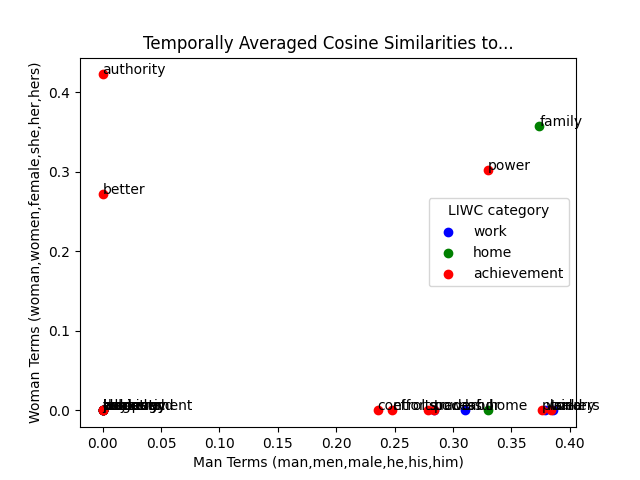 Temporally Averaged Cosine Similarities to...
authority
family
power
better
LIWC category
work
home
achievement
control
home
Woman Terms (woman,women,female,she,her,hers)
0.4
0.3
0.2
0.1
0.0
0.00 0.05 0.10 0.15 0.20 0.25 0.30 0.35 0.40
Man Terms (man,men,male,he,his,him)